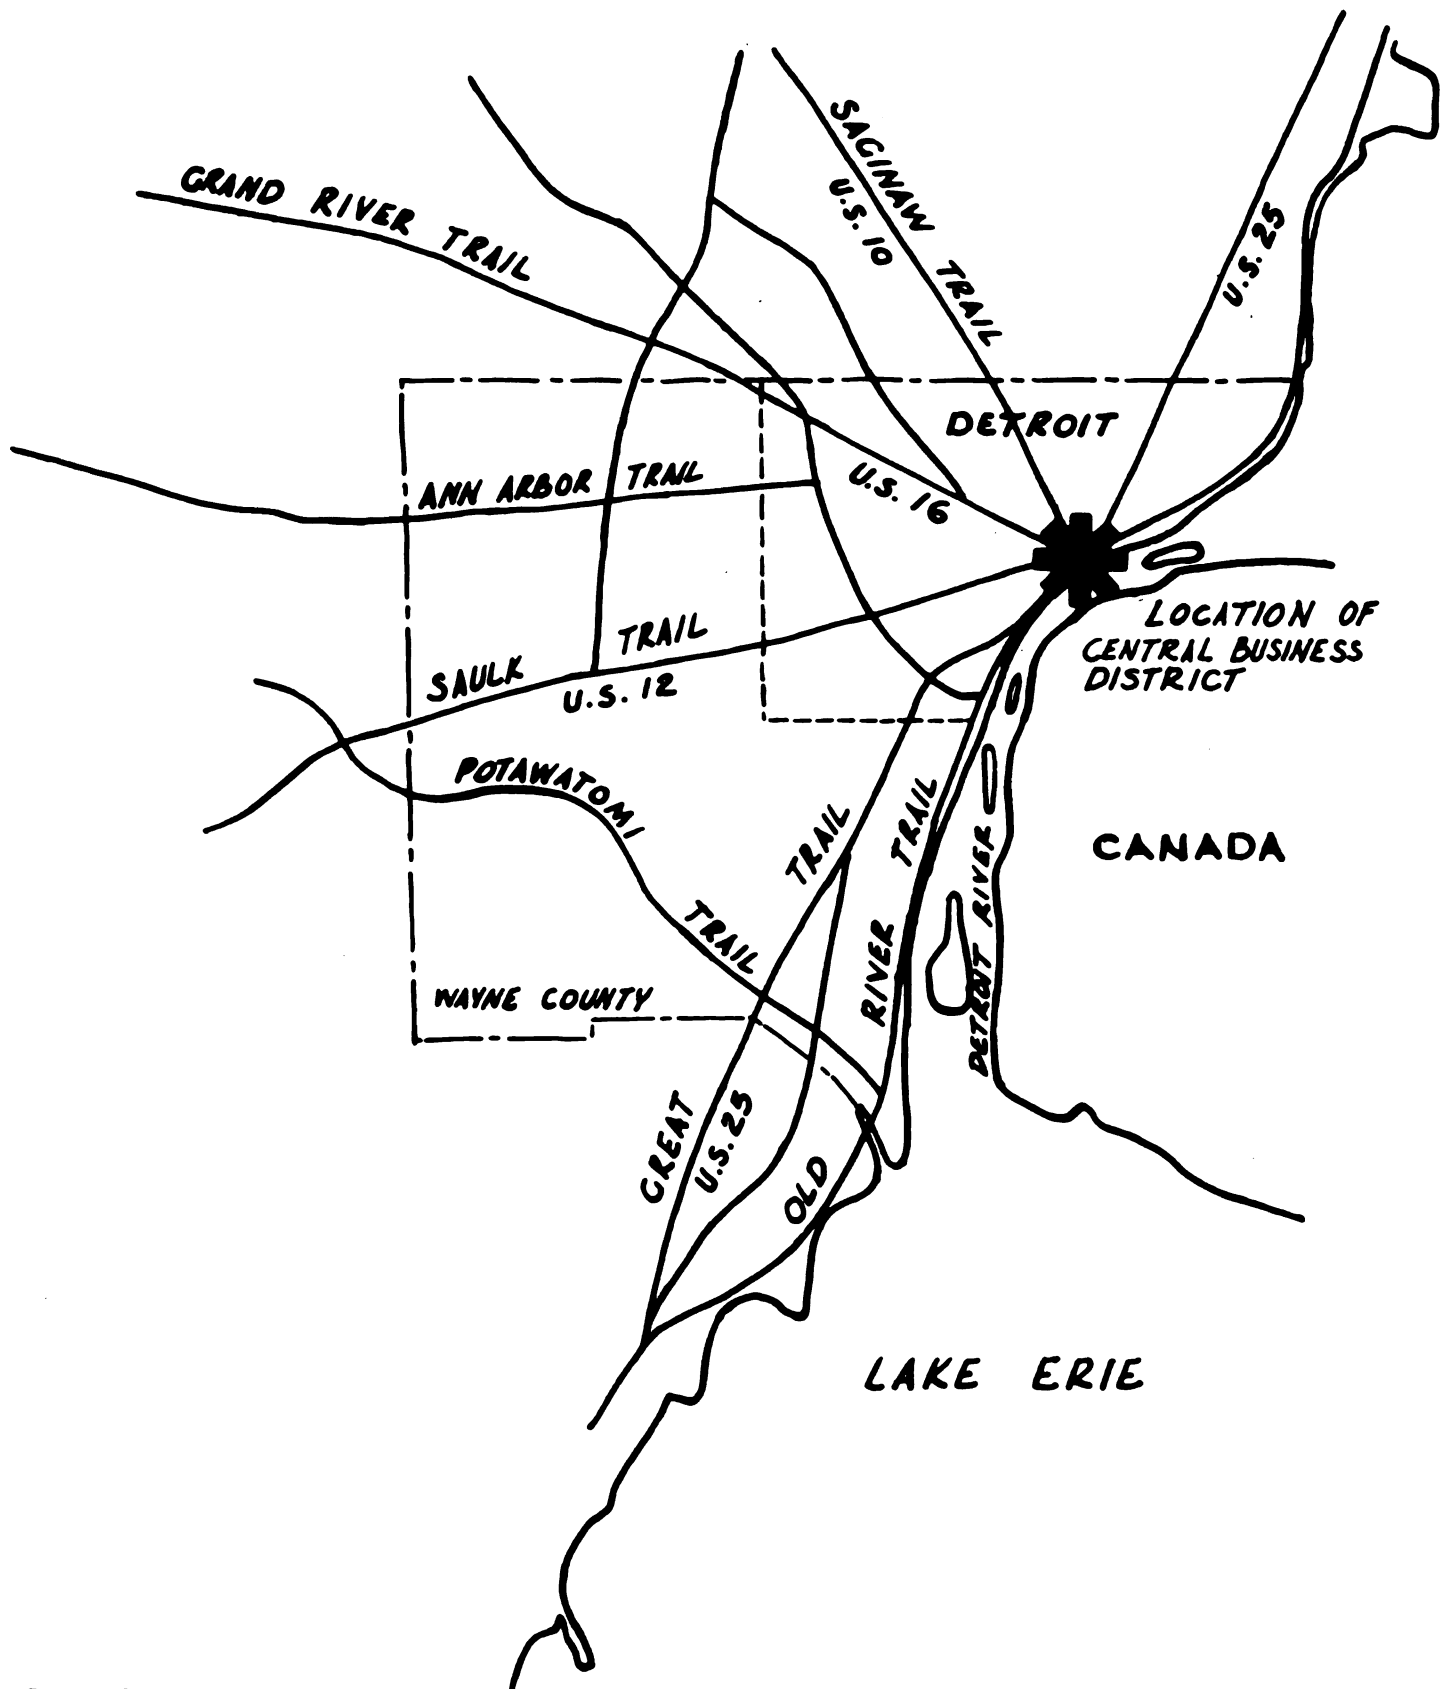 SAGINAW TRAIL
U.S. 10
GRAND RIVER TRAIL
U.S. 25
DETROIT
ANN ARBOR TRAIL
U.S. 16
LOCATION OF
CENTRAL BUSINESS
DISTRICT
SAULK TRAIL
U.S. 12
POTAWATOMI TRAIL
CANADA
DETROIT RIVER
WAYNE COUNTY
GREAT TRAIL
U.S. 25
OLD RIVER TRAIL
LAKE ERIE